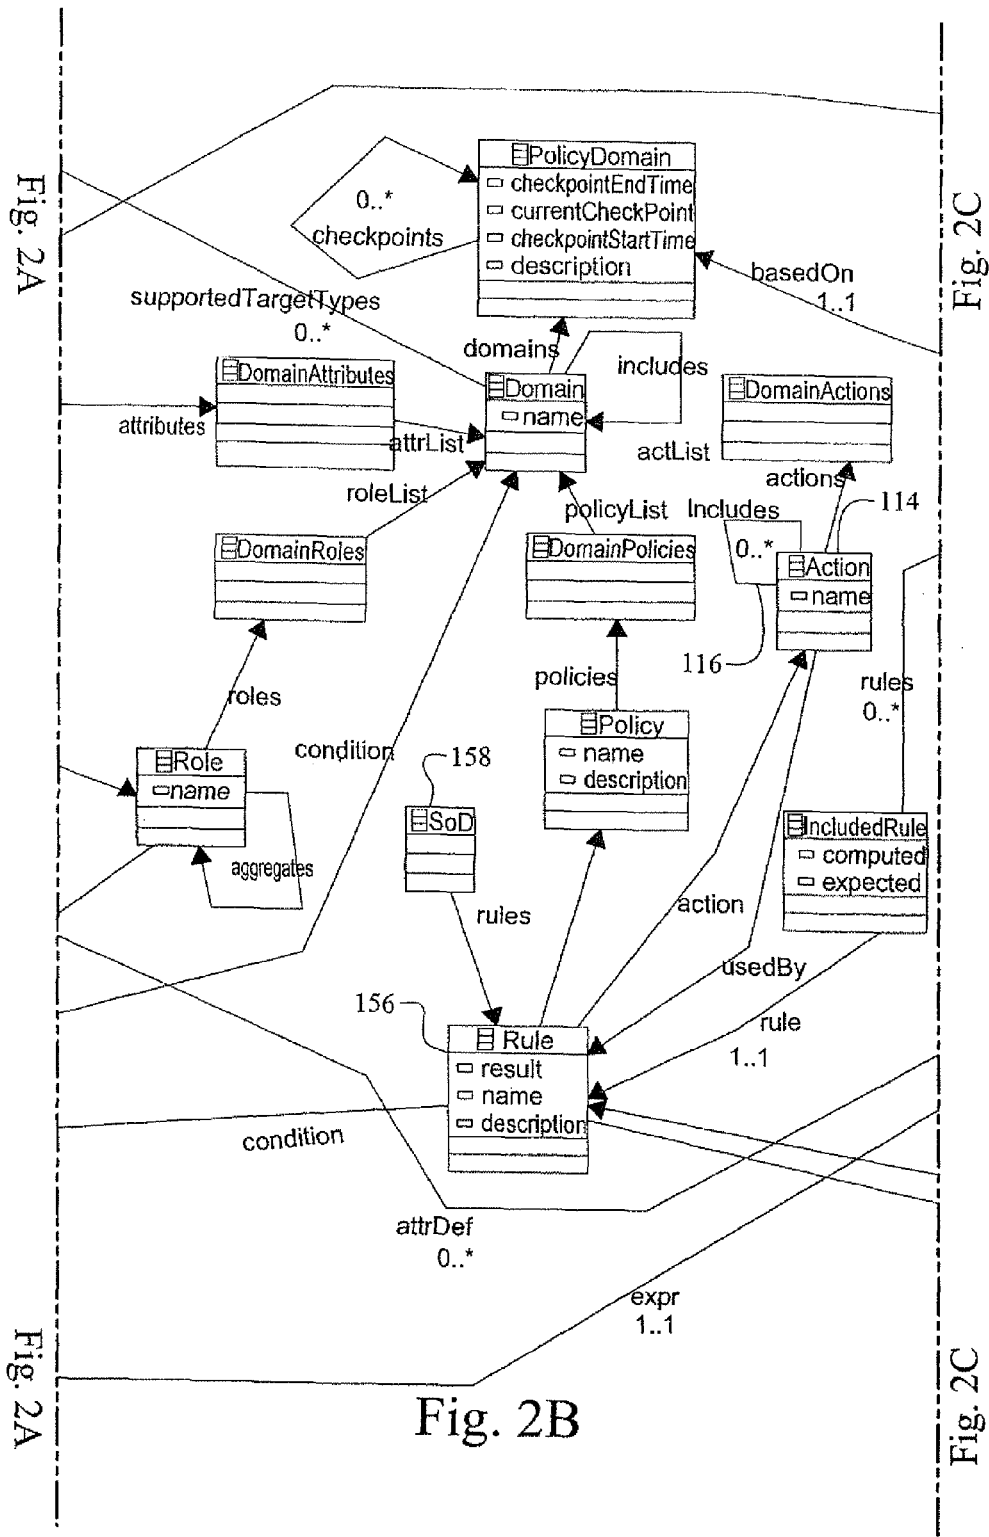 PolicyDomain
checkpointEndTime
currentCheckPoint
checkpointStartTime
description
0..*
checkpoints
Fig. 2A
Fig. 2C
basedOn
1..1
supportedTargetTypes
0..*
domains
includes
DomainAttributes
Domain
name
DomainActions
attributes
attrList
actList
actions
roleList
policyList
Includes
114
0..*
DomainRoles
DomainPolicies
Action
name
116
rules
0..*
roles
policies
condition
Role
name
158
Policy
name
description
SoD
IncludedRule
computed
expected
aggregates
rules
action
usedBy
156
Rule
result
name
description
rule
1..1
condition
attrDef
0..*
expr
1..1
Fig. 2A
Fig. 2C
Fig. 2B